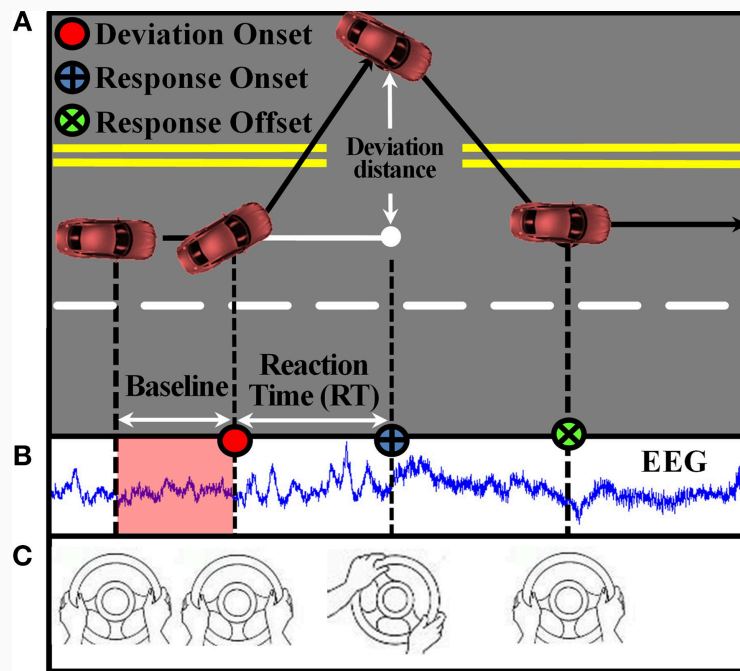 A
Deviation Onset
Response Onset
Response Offset
Deviation
distance
Baseline
Reaction
Time (RT)
B
EEG
C